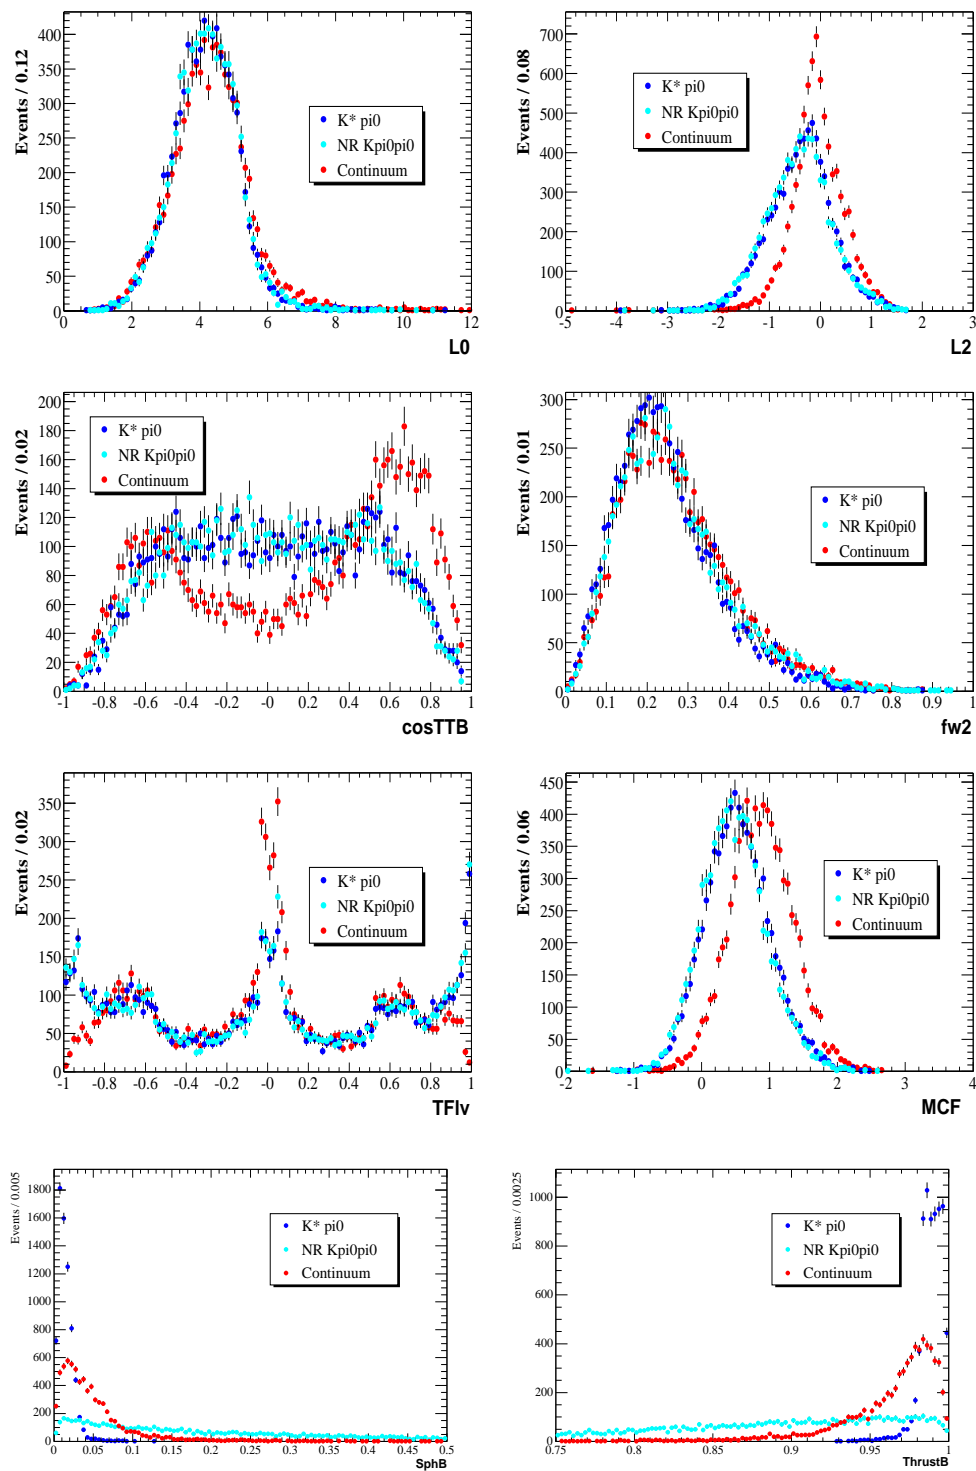 Events / 0.12
400
350
300
250
200
150
100
50
0
K* pi0
NR Kpi0pi0
Continuum
0 2 4 6 8 10 12
L0
Events / 0.08
700
600
500
400
300
200
100
0
K* pi0
NR Kpi0pi0
Continuum
-5 -4 -3 -2 -1 0 1 2 3
L2
Events / 0.02
200
180
160
140
120
100
80
60
40
20
0
K* pi0
NR Kpi0pi0
Continuum
-1 -0.8 -0.6 -0.4 -0.2 0 0.2 0.4 0.6 0.8 1
cosTTB
Events / 0.01
300
250
200
150
100
50
0
K* pi0
NR Kpi0pi0
Continuum
0 0.1 0.2 0.3 0.4 0.5 0.6 0.7 0.8 0.9 1
fw2
Events / 0.02
350
300
250
200
150
100
50
0
K* pi0
NR Kpi0pi0
Continuum
-1 -0.8 -0.6 -0.4 -0.2 -0 0.2 0.4 0.6 0.8 1
TFlv
Events / 0.06
450
400
350
300
250
200
150
100
50
0
K* pi0
NR Kpi0pi0
Continuum
-2 -1 0 1 2 3 4
MCF
Events / 0.005
1800
1600
1400
1200
1000
800
600
400
200
0
K* pi0
NR Kpi0pi0
Continuum
0 0.05 0.1 0.15 0.2 0.25 0.3 0.35 0.4 0.45 0.5
SphB
Events / 0.0025
1000
800
600
400
200
0
K* pi0
NR Kpi0pi0
Continuum
0.75 0.8 0.85 0.9 0.95 1
ThrustB